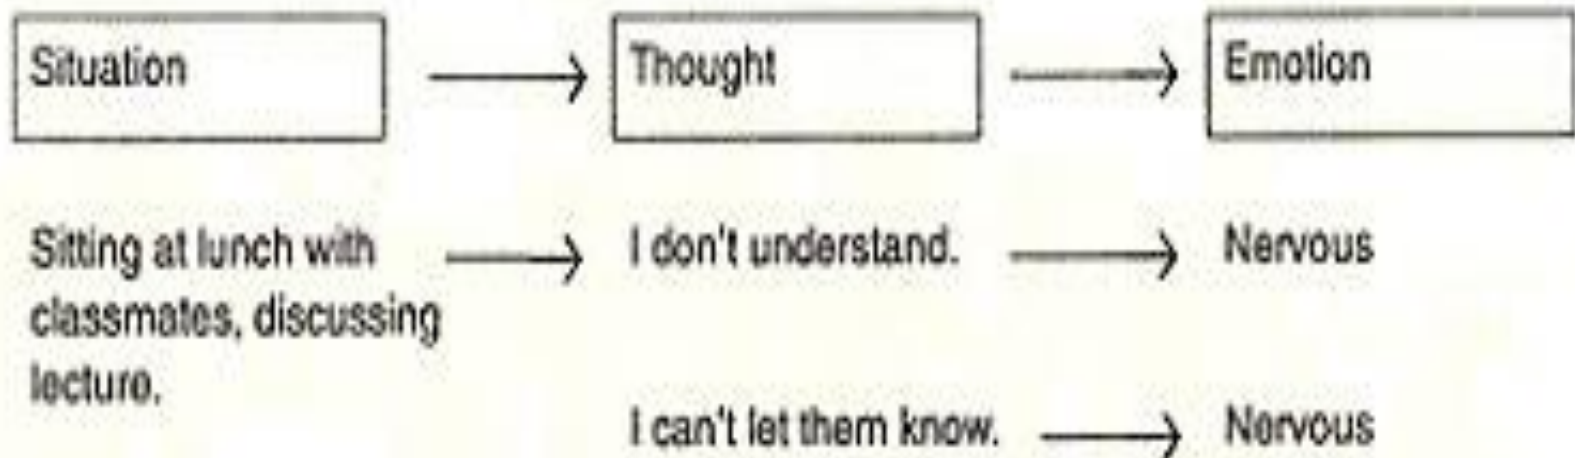 Situation → Thought → Emotion
Sitting at lunch with → I don't understand. → Nervous
classmates, discussing
lecture.
I can't let them know. → Nervous